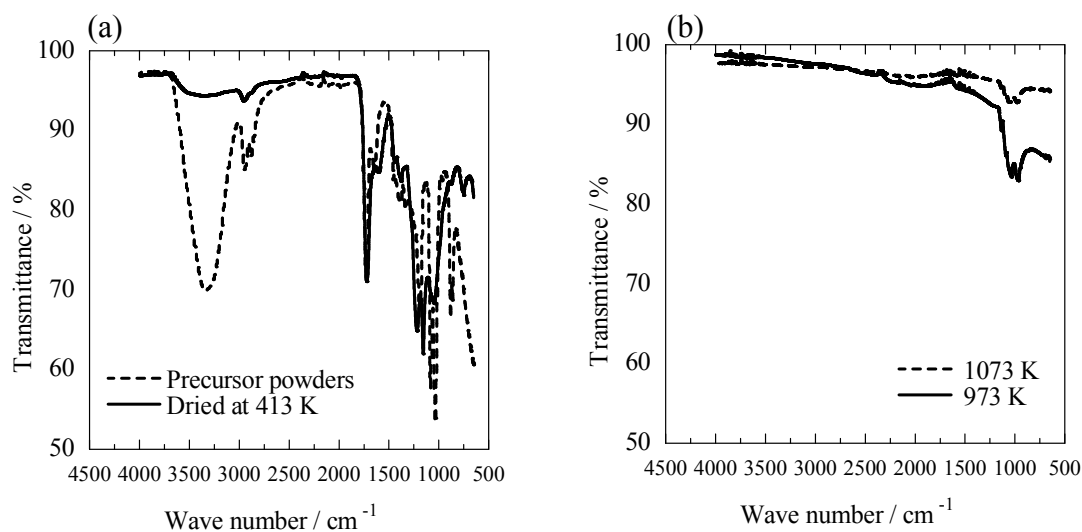 (a)
100
90
80
70
60
50
Transmittance / %
Precursor powders
Dried at 413 K
4500 4000 3500 3000 2500 2000 1500 1000 500
Wave number / cm⁻¹
(b)
100
90
80
70
60
50
Transmittance / %
1073 K
973 K
4500 4000 3500 3000 2500 2000 1500 1000 500
Wave number / cm⁻¹